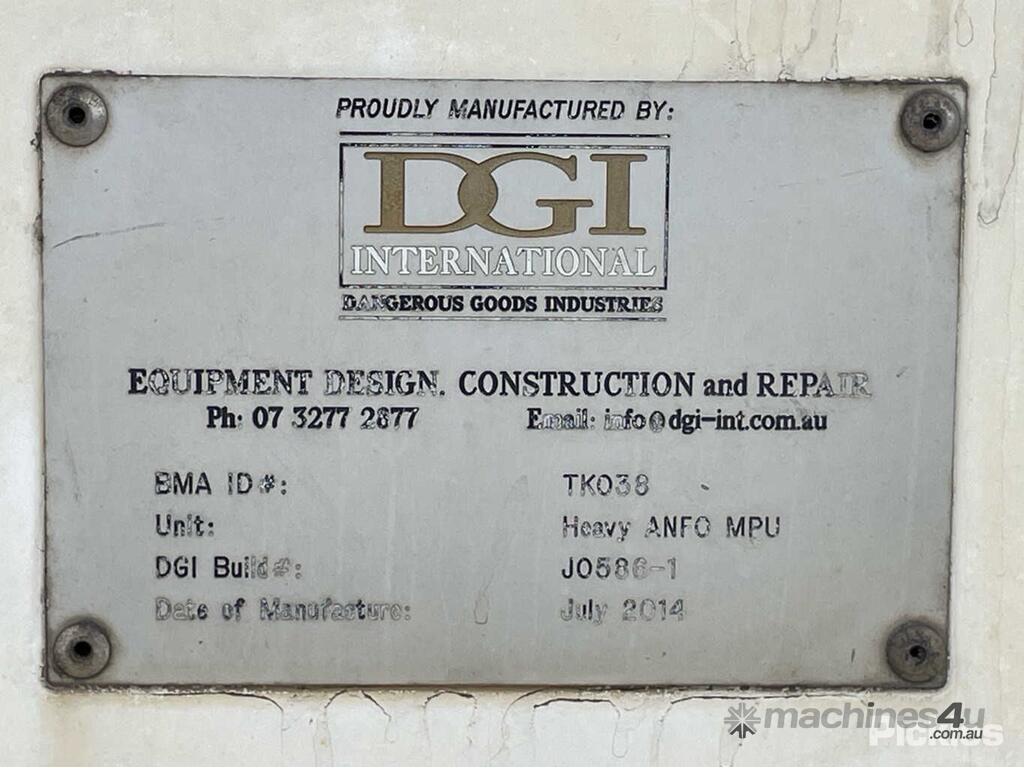 PROUDLY MANUFACTURED BY:
DGI
INTERNATIONAL
DANGEROUS GOODS INDUSTRIES
EQUIPMENT DESIGN. CONSTRUCTION and REPAIR
Ph: 07 3277 2877 Email: info@dgi-int.com.au
BMA ID#: TK038
Unit: Heavy ANFO MPU
DGI Build#: J0586-1
Date of Manufacture: July 2014
machines4u
.com.au
Pickles